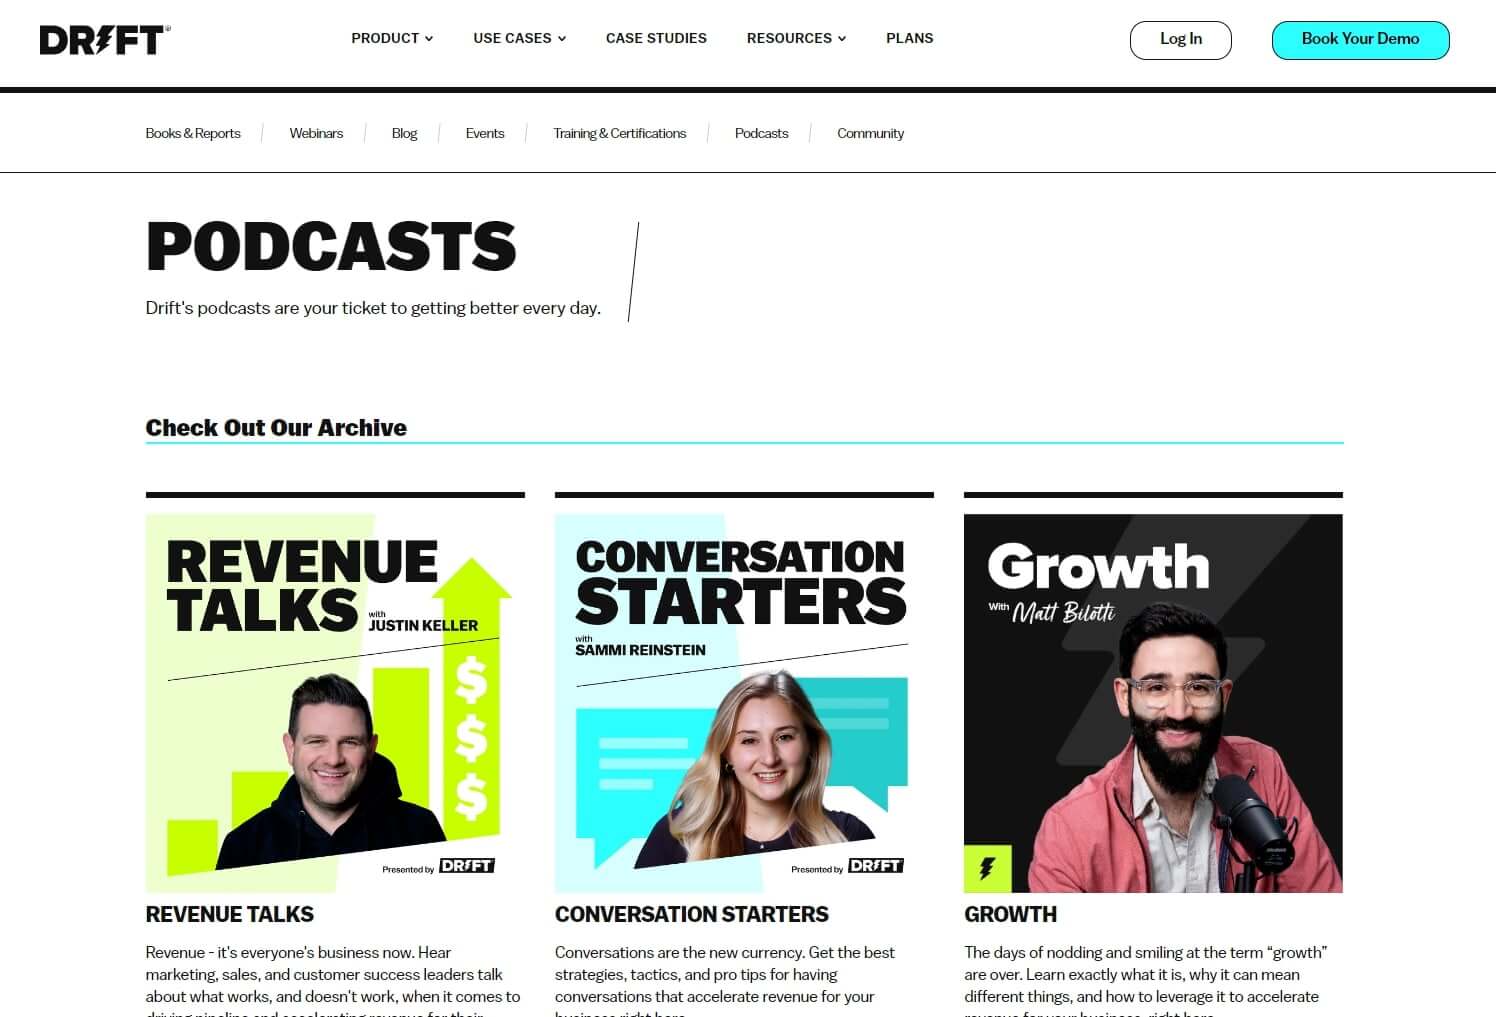 DRIFT®
PRODUCT
USE CASES
CASE STUDIES
RESOURCES
PLANS
Log In
Book Your Demo
Books & Reports
Webinars
Blog
Events
Training & Certifications
Podcasts
Community
PODCASTS
Drift's podcasts are your ticket to getting better every day.
Check Out Our Archive
REVENUE
TALKS
with
JUSTIN KELLER
$
$
$
Presented by DRIFT
CONVERSATION
STARTERS
with
SAMMI REINSTEIN
Presented by DRIFT
Growth
With Matt Bilotti
REVENUE TALKS
Revenue - it's everyone's business now. Hear
marketing, sales, and customer success leaders talk
about what works, and doesn't work, when it comes to
CONVERSATION STARTERS
Conversations are the new currency. Get the best
strategies, tactics, and pro tips for having
conversations that accelerate revenue for your
GROWTH
The days of nodding and smiling at the term “growth”
are over. Learn exactly what it is, why it can mean
different things, and how to leverage it to accelerate